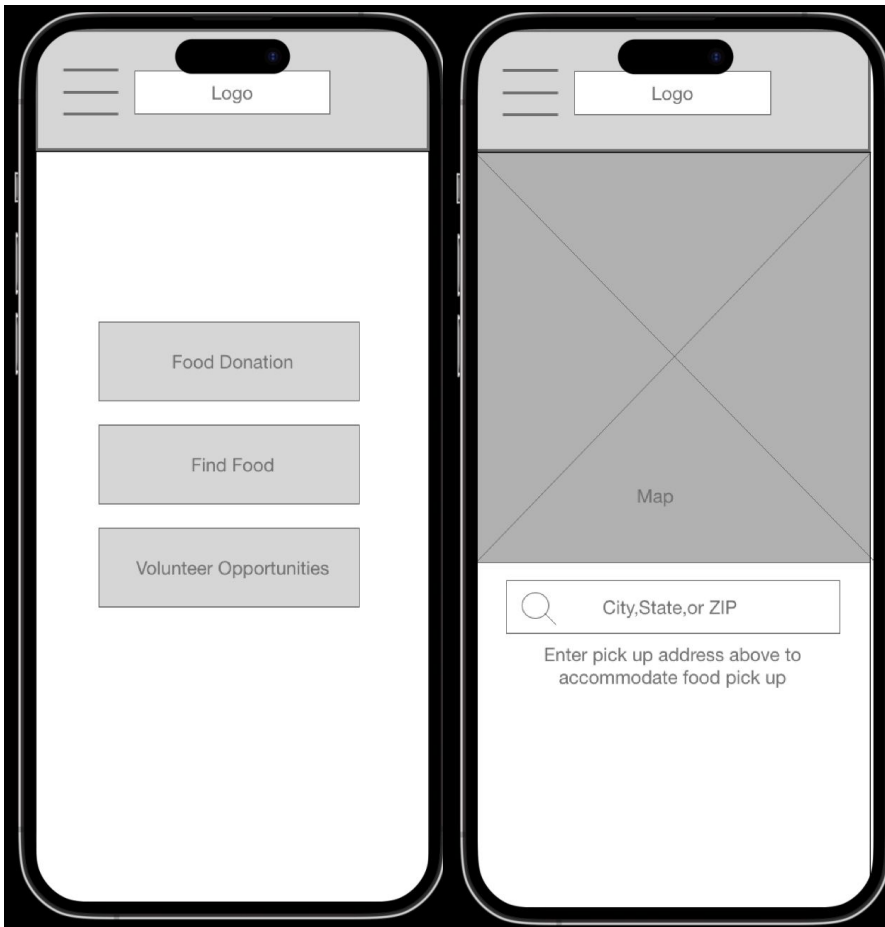 Logo
Food Donation
Find Food
Volunteer Opportunities
Logo
Map
City,State,or ZIP
Enter pick up address above to
accommodate food pick up